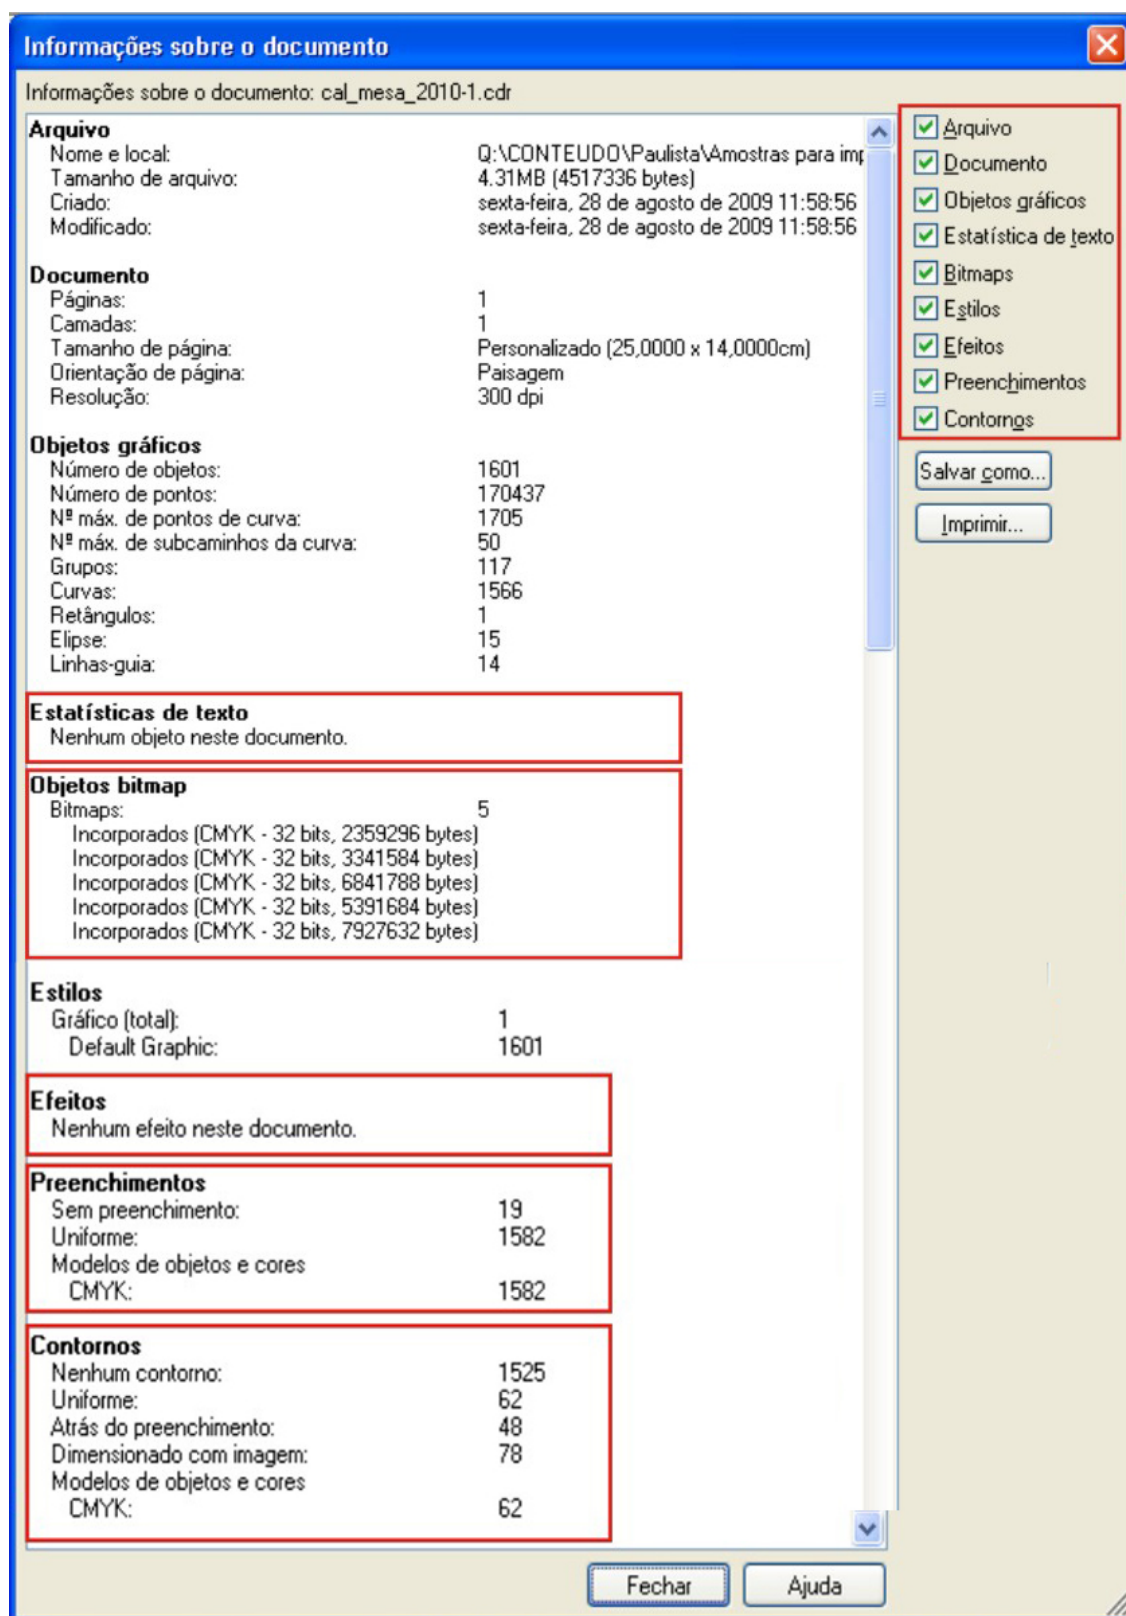 Informações sobre o documento
Informações sobre o documento: cal_mesa_2010-1.cdr
Arquivo
Nome e local: Q:\CONTEUDO\Paulista\Amostras para imp
Tamanho de arquivo: 4.31MB (4517336 bytes)
Criado: sexta-feira, 28 de agosto de 2009 11:58:56
Modificado: sexta-feira, 28 de agosto de 2009 11:58:56
Documento
Páginas: 1
Camadas: 1
Tamanho de página: Personalizado (25,0000 x 14,0000cm)
Orientação de página: Paisagem
Resolução: 300 dpi
Objetos gráficos
Número de objetos: 1601
Número de pontos: 170437
Nº máx. de pontos de curva: 1705
Nº máx. de subcaminhos da curva: 50
Grupos: 117
Curvas: 1566
Retângulos: 1
Elipse: 15
Linhas-guia: 14
Estatísticas de texto
Nenhum objeto neste documento.
Objetos bitmap
Bitmaps: 5
Incorporados (CMYK - 32 bits, 2359296 bytes)
Incorporados (CMYK - 32 bits, 3341584 bytes)
Incorporados (CMYK - 32 bits, 6841788 bytes)
Incorporados (CMYK - 32 bits, 5391684 bytes)
Incorporados (CMYK - 32 bits, 7927632 bytes)
Estilos
Gráfico (total): 1
Default Graphic: 1601
Efeitos
Nenhum efeito neste documento.
Preenchimentos
Sem preenchimento: 19
Uniforme: 1582
Modelos de objetos e cores
CMYK: 1582
Contornos
Nenhum contorno: 1525
Uniforme: 62
Atrás do preenchimento: 48
Dimensionado com imagem: 78
Modelos de objetos e cores
CMYK: 62
Arquivo
Documento
Objetos gráficos
Estatística de texto
Bitmaps
Estilos
Efeitos
Preenchimentos
Contornos
Salvar como...
Imprimir...
Fechar
Ajuda